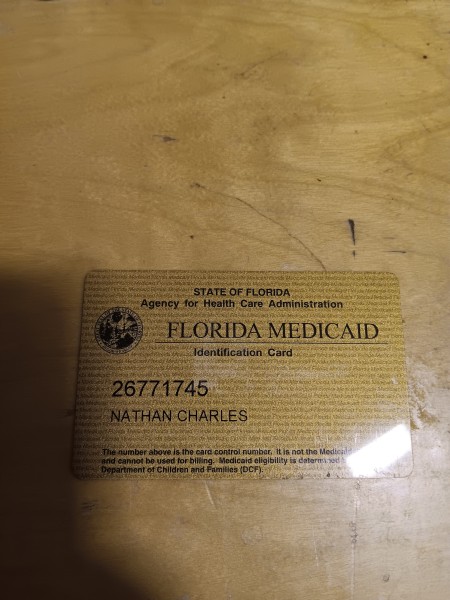 STATE OF FLORIDA
Agency for Health Care Administration
FLORIDA MEDICAID
Identification Card
26771745
NATHAN CHARLES
The number above is the card control number. It is not the Medicaid
and cannot be used for billing. Medicaid eligibility is determined
Department of Children and Families (DCF).